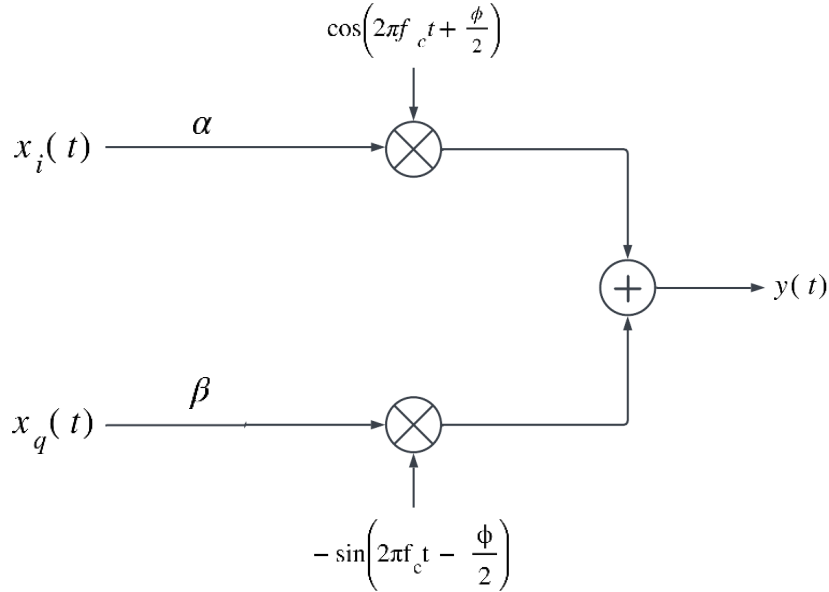 cos(2πf_c t + ϕ/2)
α
x_i(t)
y(t)
β
x_q(t)
− sin(2πf_c t − ϕ/2)